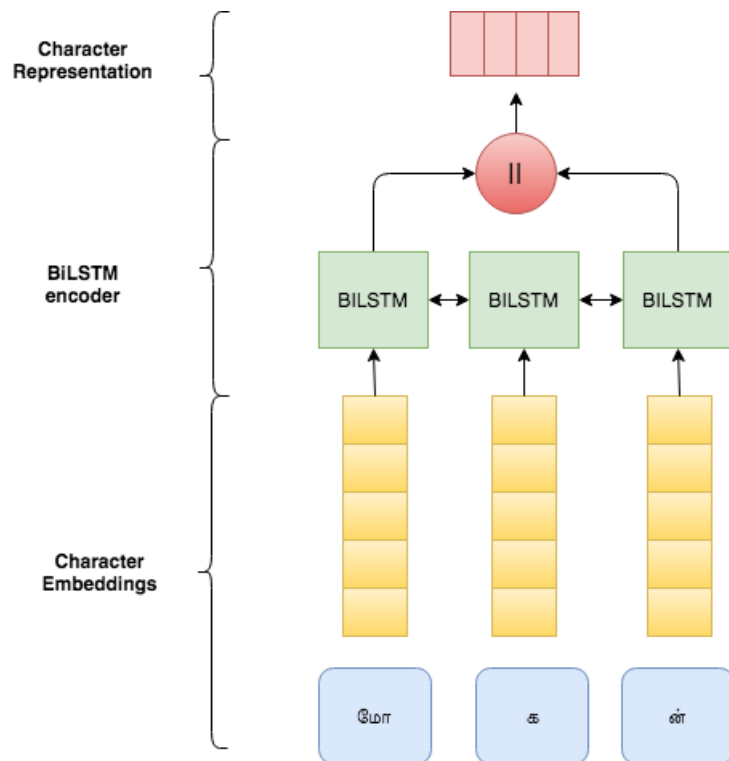 Character
Representation
||
BiLSTM
encoder
BILSTM
BILSTM
BILSTM
Character
Embeddings
மோ
க
ன்